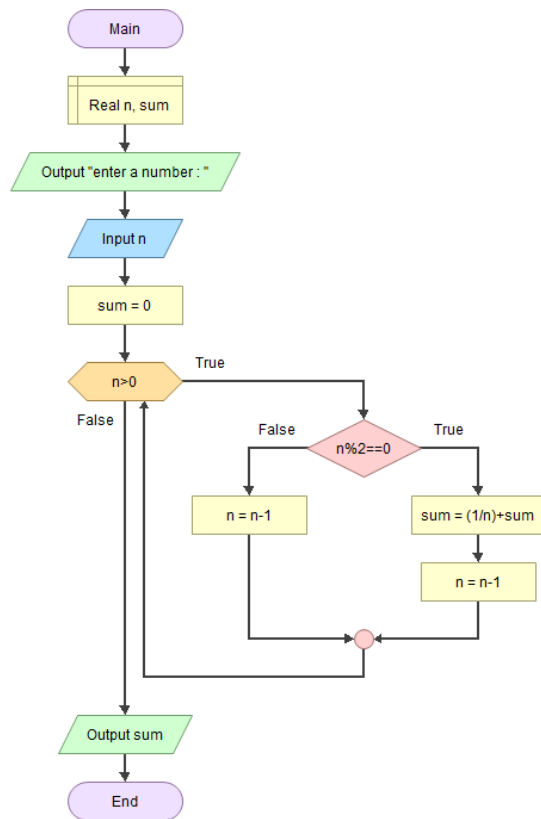 Main
Real n, sum
Output "enter a number : "
Input n
sum = 0
n>0
True
False
n%2==0
False
True
n = n-1
sum = (1/n)+sum
n = n-1
Output sum
End